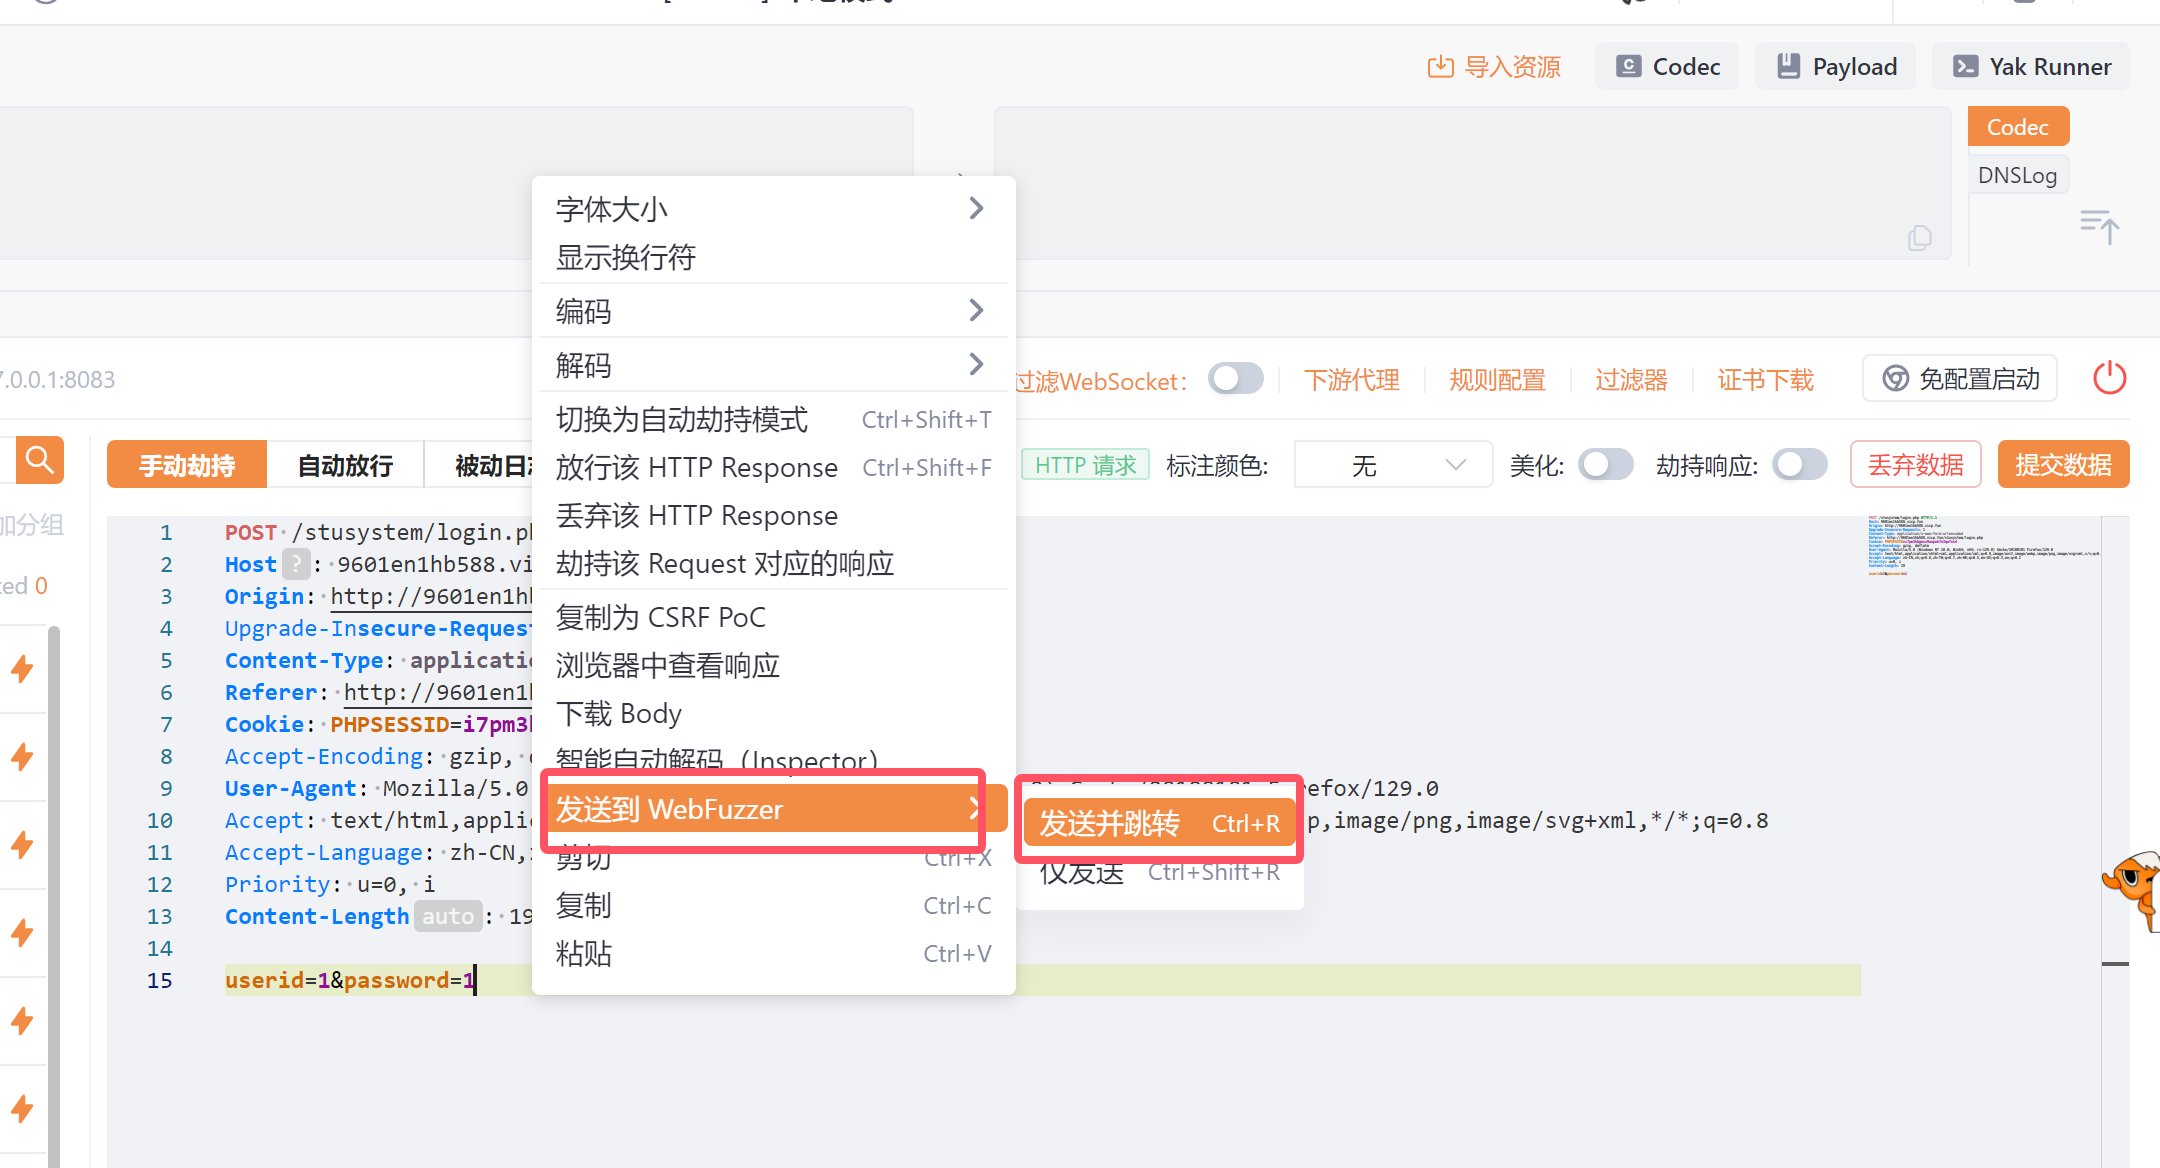 导入资源
Codec
Payload
Yak Runner
Codec
DNSLog
字体大小
显示换行符
编码
解码
切换为自动劫持模式 Ctrl+Shift+T
放行该 HTTP Response Ctrl+Shift+F
丢弃该 HTTP Response
劫持该 Request 对应的响应
复制为 CSRF PoC
浏览器中查看响应
下载 Body
智能自动解码 (Inspector)
发送到 WebFuzzer
剪切 Ctrl+X
复制 Ctrl+C
粘贴 Ctrl+V
发送并跳转 Ctrl+R
仅发送 Ctrl+Shift+R
7.0.0.1:8083
过滤WebSocket:
下游代理
规则配置
过滤器
证书下载
免配置启动
手动劫持
自动放行
被动日
HTTP 请求
标注颜色:
无
美化:
劫持响应:
丢弃数据
提交数据
加分组
ted 0
1 POST /stusystem/login.p
2 Host ? : 9601en1hb588.vi
3 Origin: http://9601en1h
4 Upgrade-Insecure-Request
5 Content-Type: applicatio
6 Referer: http://9601en1h
7 Cookie: PHPSESSID=i7pm3
8 Accept-Encoding: gzip,
9 User-Agent: Mozilla/5.0
refox/129.0
10 Accept: text/html,appli
p,image/png,image/svg+xml,*/*;q=0.8
11 Accept-Language: zh-CN,
12 Priority: u=0, i
13 Content-Length auto : 19
14
15 userid=1&password=1